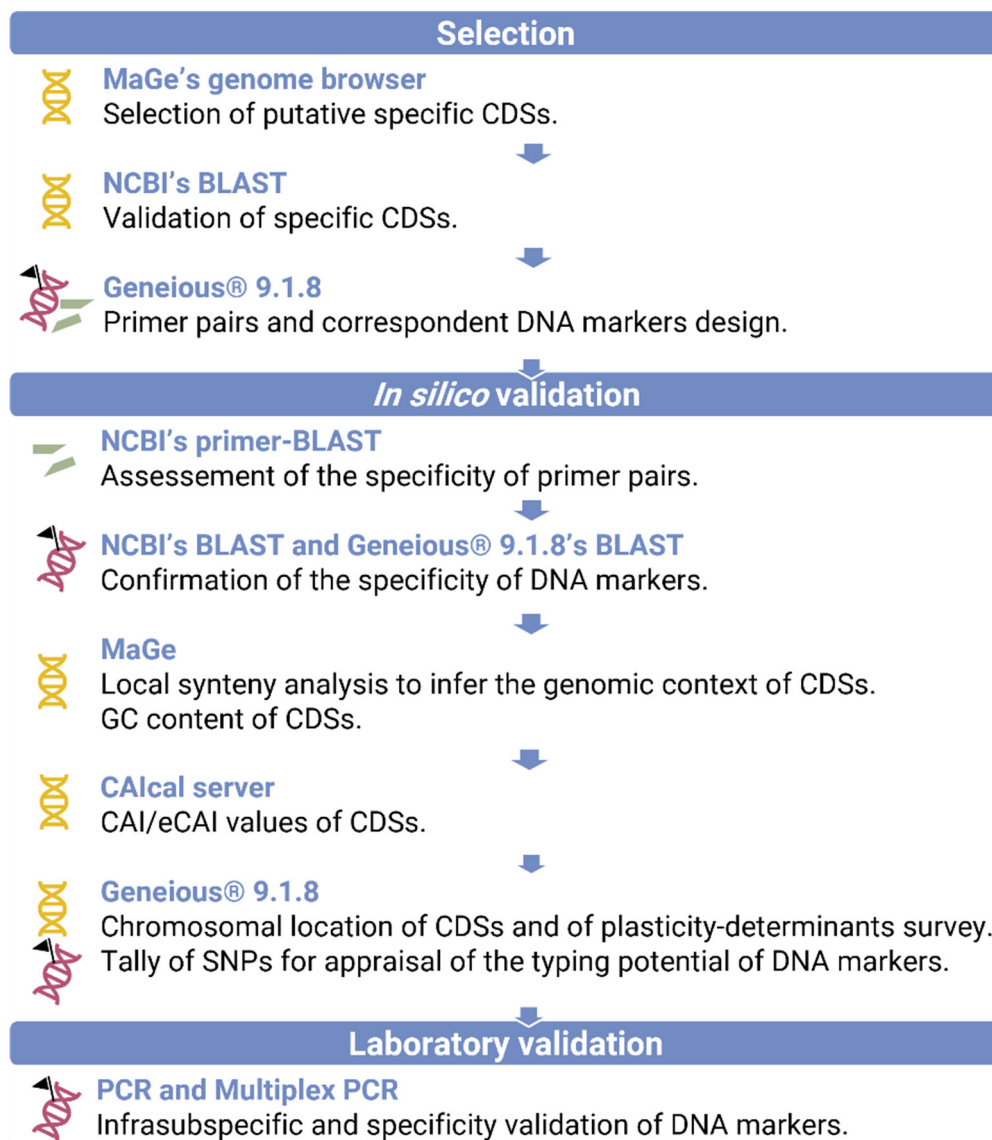 Selection
MaGe's genome browser
Selection of putative specific CDSs.
NCBI's BLAST
Validation of specific CDSs.
Geneious® 9.1.8
Primer pairs and correspondent DNA markers design.
In silico validation
NCBI's primer-BLAST
Assessement of the specificity of primer pairs.
NCBI's BLAST and Geneious® 9.1.8's BLAST
Confirmation of the specificity of DNA markers.
MaGe
Local synteny analysis to infer the genomic context of CDSs.
GC content of CDSs.
CAIcal server
CAI/eCAI values of CDSs.
Geneious® 9.1.8
Chromosomal location of CDSs and of plasticity-determinants survey.
Tally of SNPs for appraisal of the typing potential of DNA markers.
Laboratory validation
PCR and Multiplex PCR
Infrasubspecific and specificity validation of DNA markers.